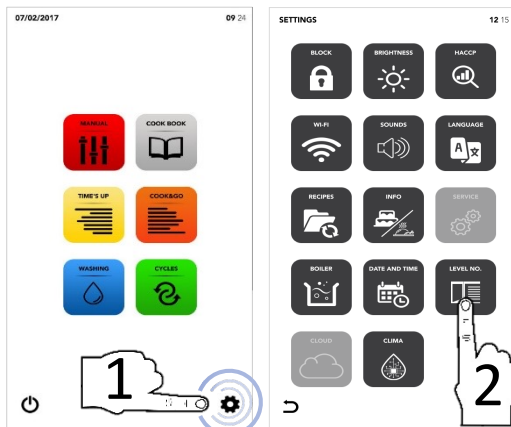 07/02/2017 09 24
MANUAL COOK BOOK
TIME'S UP COOK&GO
WASHING CYCLES
1
SETTINGS 12 15
BLOCK BRIGHTNESS HACCP
WI-FI SOUNDS LANGUAGE
A
RECIPES INFO SERVICE
BOILER DATE AND TIME LEVEL NO.
CLOUD CLIMA
2